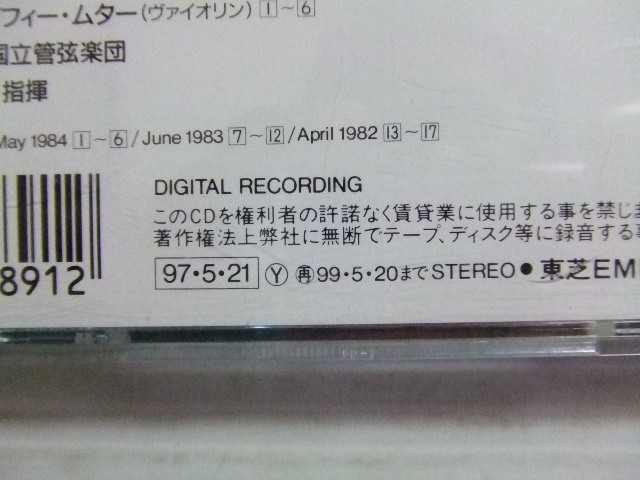 フィー・ムター(ヴァイオリン)1～6
国立管弦楽団
指揮
May 1984 1～6/June 1983 7～12/April 1982 13～17
DIGITAL RECORDING
このCDを権利者の許諾なく賃貸業に使用する事を禁じま
著作権法上弊社に無断でテープ、ディスク等に録音する事
8912
97・5・21 Ⓨ 再99・5・20まで STEREO ● 東芝EM